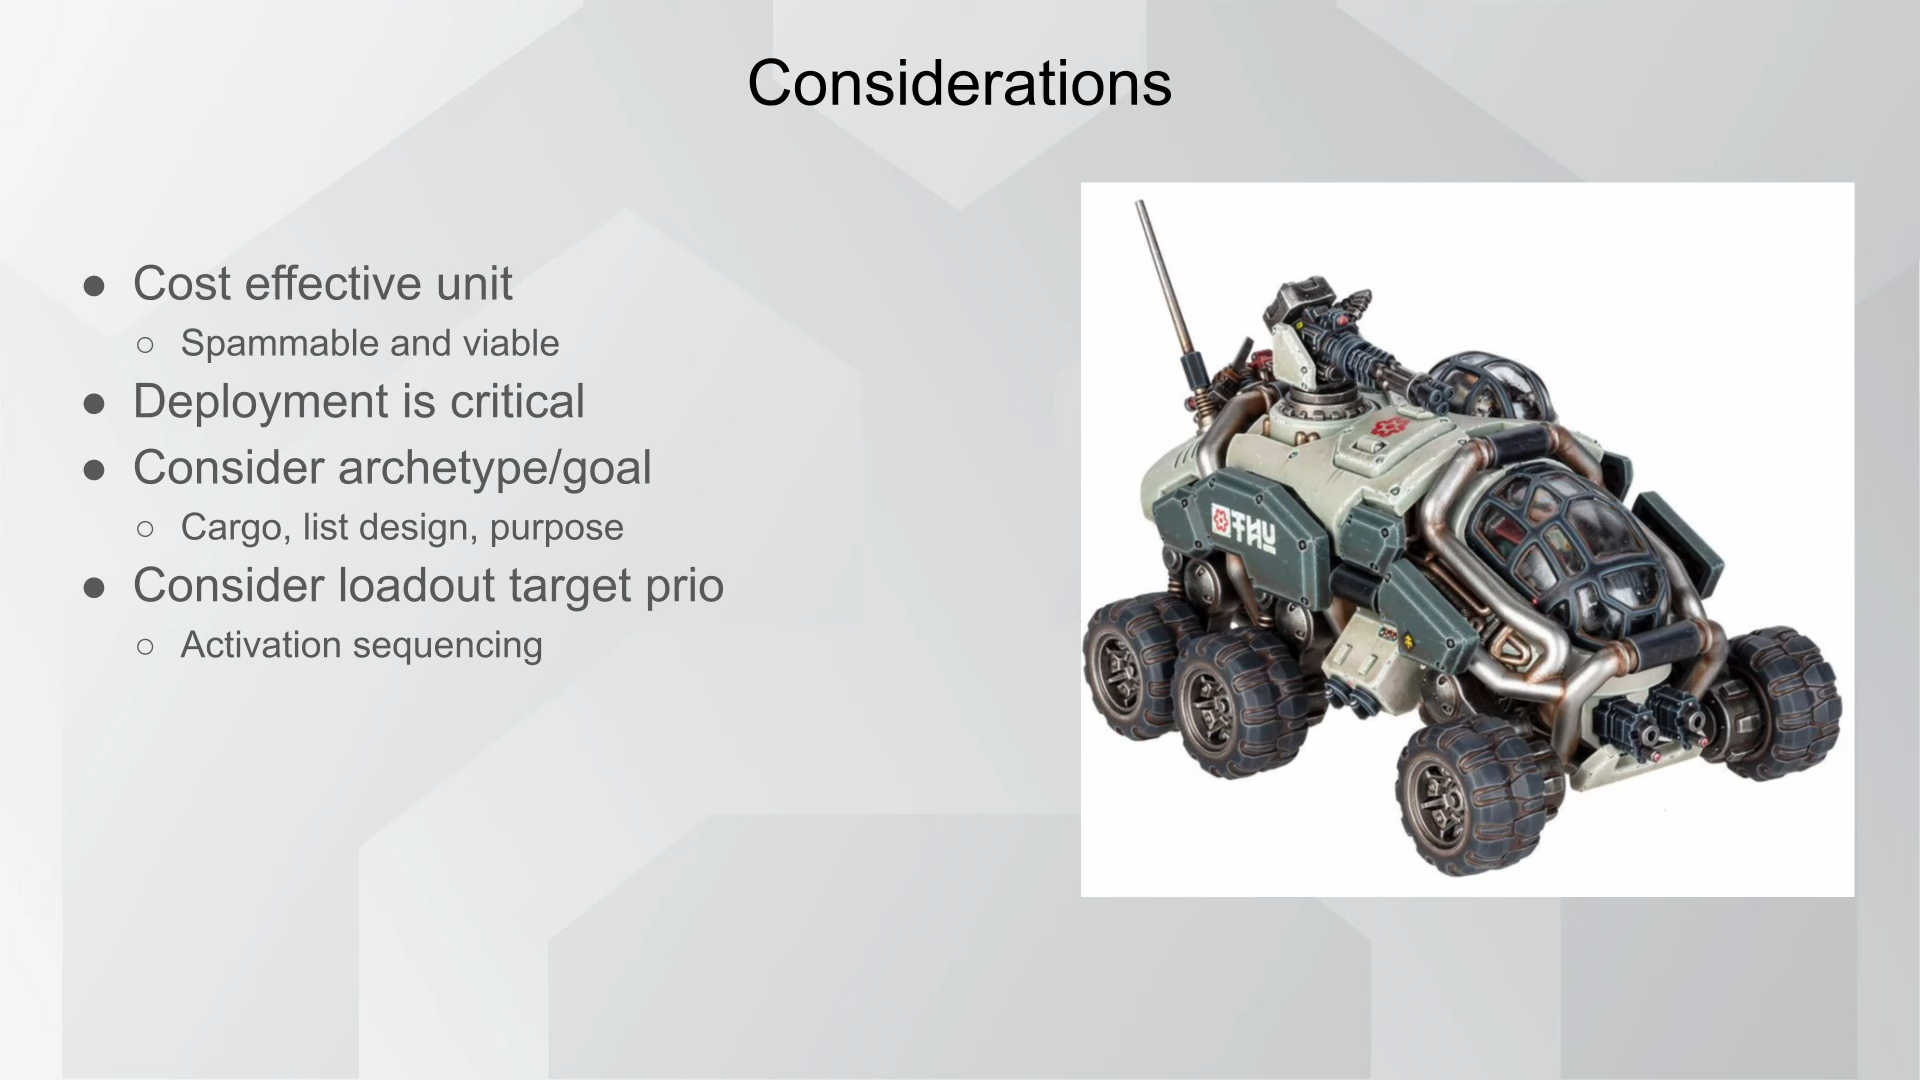 Considerations
● Cost effective unit
○ Spammable and viable
● Deployment is critical
● Consider archetype/goal
○ Cargo, list design, purpose
● Consider loadout target prio
○ Activation sequencing